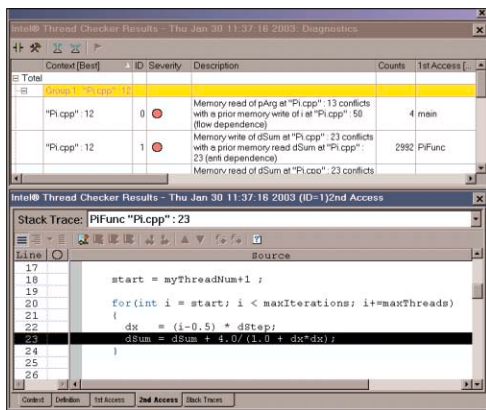 Intel® Thread Checker Results - Thu Jan 30 11:37:16 2003: Diagnostics
Context [Best] ID Severity Description Counts 1st Access [...
Total
Group 1 "Pi.cpp" : 12
"Pi.cpp" : 12 0 Memory read of pArg at "Pi.cpp" : 13 conflicts 4 main
with a prior memory write of i at "Pi.cpp" : 50
(flow dependence)
"Pi.cpp" : 12 1 Memory write of dSum at "Pi.cpp" : 23 conflicts 2992 PiFunc
with a prior memory read dSum at "Pi.cpp" :
23 (anti dependence)
Memory read of dSum at "Pi.cpp" : 23 conflicts
Intel® Thread Checker Results - Thu Jan 30 11:37:16 2003 (ID=1)2nd Access
Stack Trace: PiFunc "Pi.cpp" : 23
Line Source
17
18 start = myThreadNum+1 ;
19
20 for(int i = start; i < maxIterations; i+=maxThreads)
21 {
22 dx = (i-0.5) * dStep;
23 dSum = dSum + 4.0/(1.0 + dx*dx);
24 }
25
26
Context Definition 1st Access 2nd Access Stack Traces